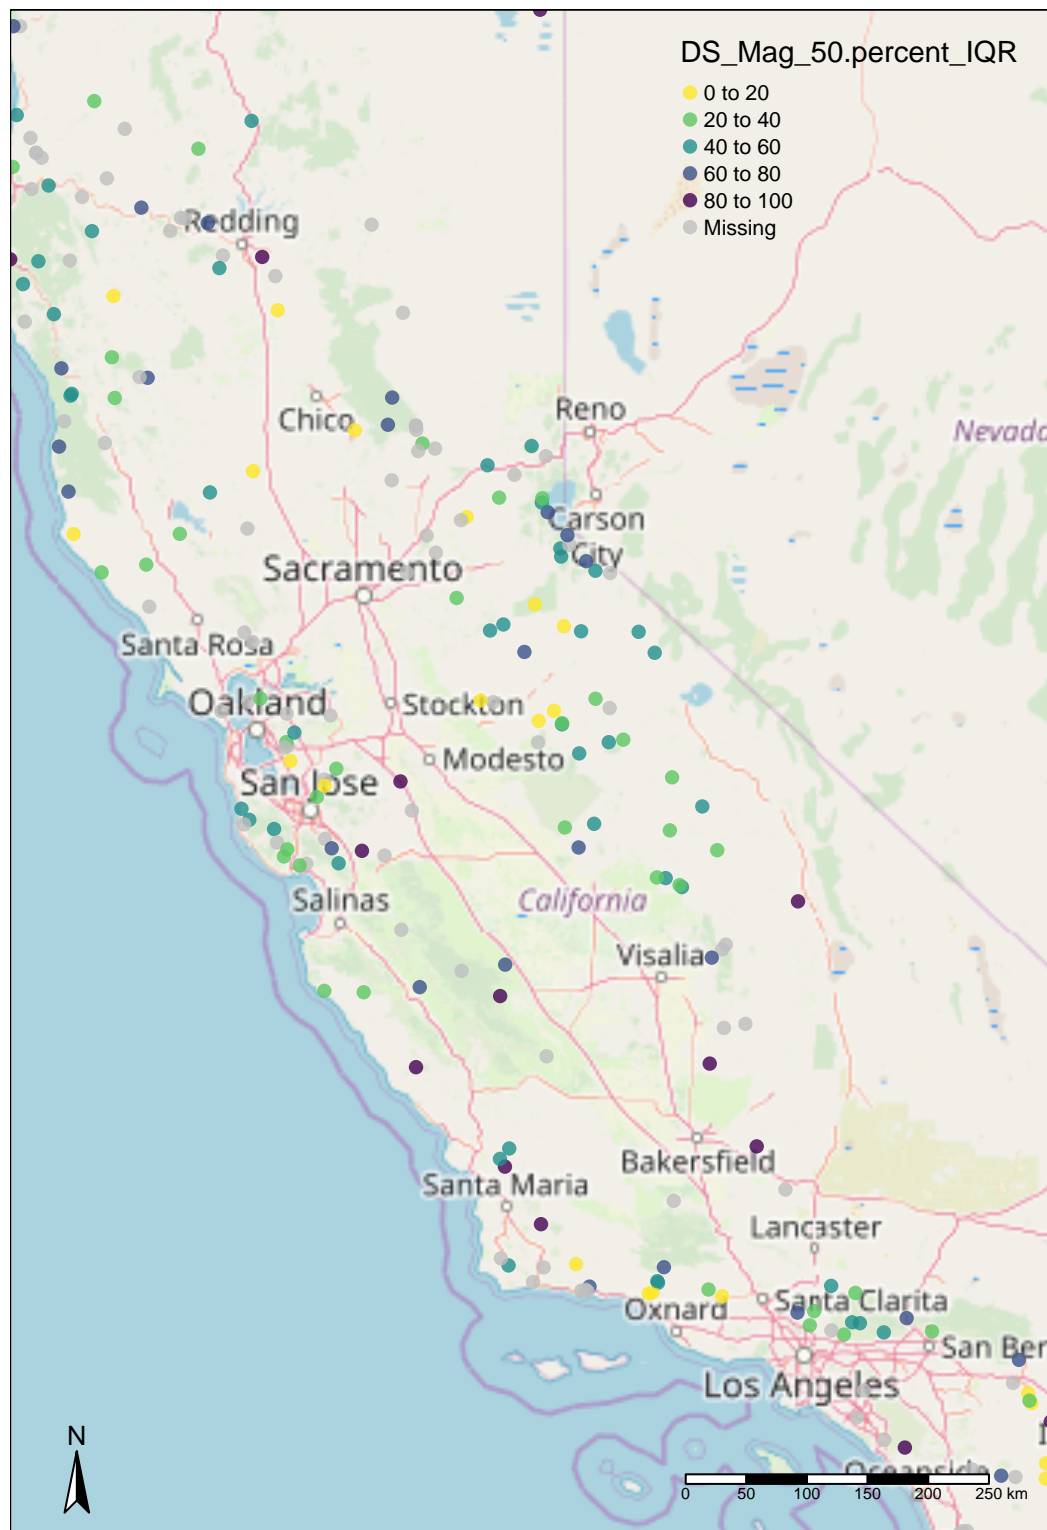 DS_Mag_50.percent_IQR
0 to 20
20 to 40
40 to 60
60 to 80
80 to 100
Missing
Redding
Chico
Reno
Nevada
Carson
City
Sacramento
Santa Rosa
Oakland
Stockton
Modesto
San Jose
Salinas
California
Visalia
Bakersfield
Santa Maria
Lancaster
Santa Clarita
Oxnard
San Ber
Los Angeles
Oceanside
N
0 50 100 150 200 250 km